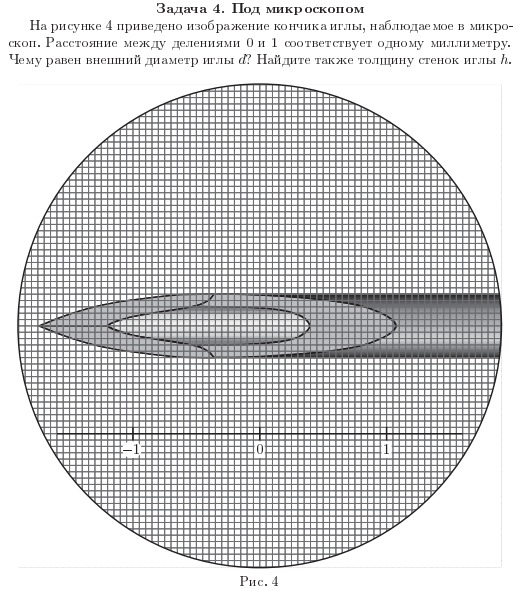 Задача 4. Под микроскопом
На рисунке 4 приведено изображение кончика иглы, наблюдаемое в микро-
скоп. Расстояние между делениями 0 и 1 соответствует одному миллиметру.
Чему равен внешний диаметр иглы d? Найдите также толщину стенок иглы h.
−1 0 1
Рис. 4